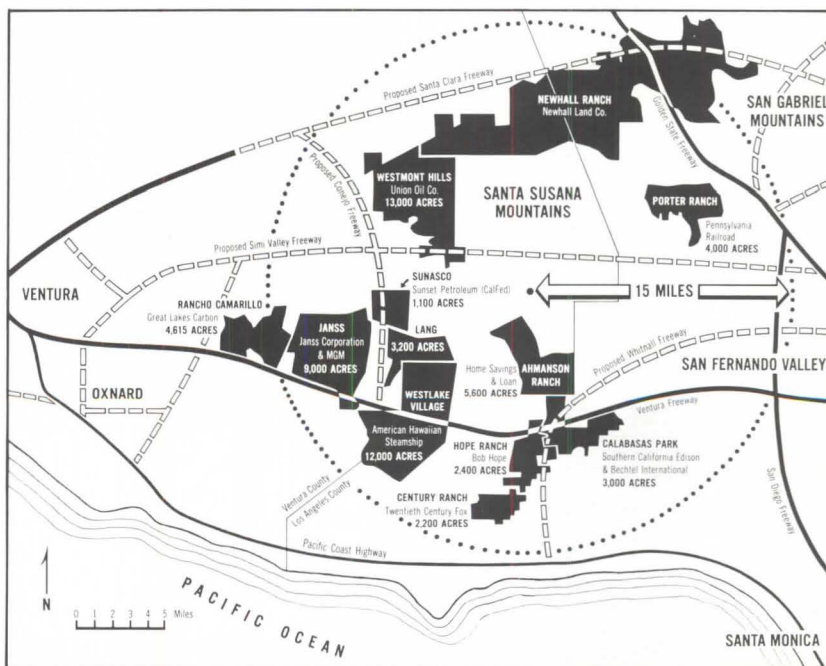 Proposed Santa Clara Freeway
NEWHALL RANCH
Newhall Land Co.
Golden State Freeway
SAN GABRIEL
MOUNTAINS
Proposed Conejo Freeway
WESTMONT HILLS
Union Oil Co.
13,000 ACRES
SANTA SUSANA
MOUNTAINS
PORTER RANCH
Pennsylvania
Railroad
4,000 ACRES
Proposed Simi Valley Freeway
VENTURA
SUNASCO
Sunset Petroleum (CalFed)
1,100 ACRES
15 MILES
RANCHO CAMARILLO
Great Lakes Carbon
4,615 ACRES
JANSS
Janss Corporation
& MGM
9,000 ACRES
LANG
3,200 ACRES
Home Savings
& Loan
5,600 ACRES
AHMANSON
RANCH
Proposed Whitnall Freeway
SAN FERNANDO VALLEY
OXNARD
WESTLAKE
VILLAGE
American Hawaiian
Steamship
12,000 ACRES
Ventura Freeway
HOPE RANCH
Bob Hope
2,400 ACRES
CALABASAS PARK
Southern California Edison
& Bechtel International
3,000 ACRES
Ventura County
Los Angeles County
CENTURY RANCH
Twentieth Century Fox
2,200 ACRES
San Diego Freeway
Pacific Coast Highway
N
0 1 2 3 4 5 Miles
PACIFIC OCEAN
SANTA MONICA